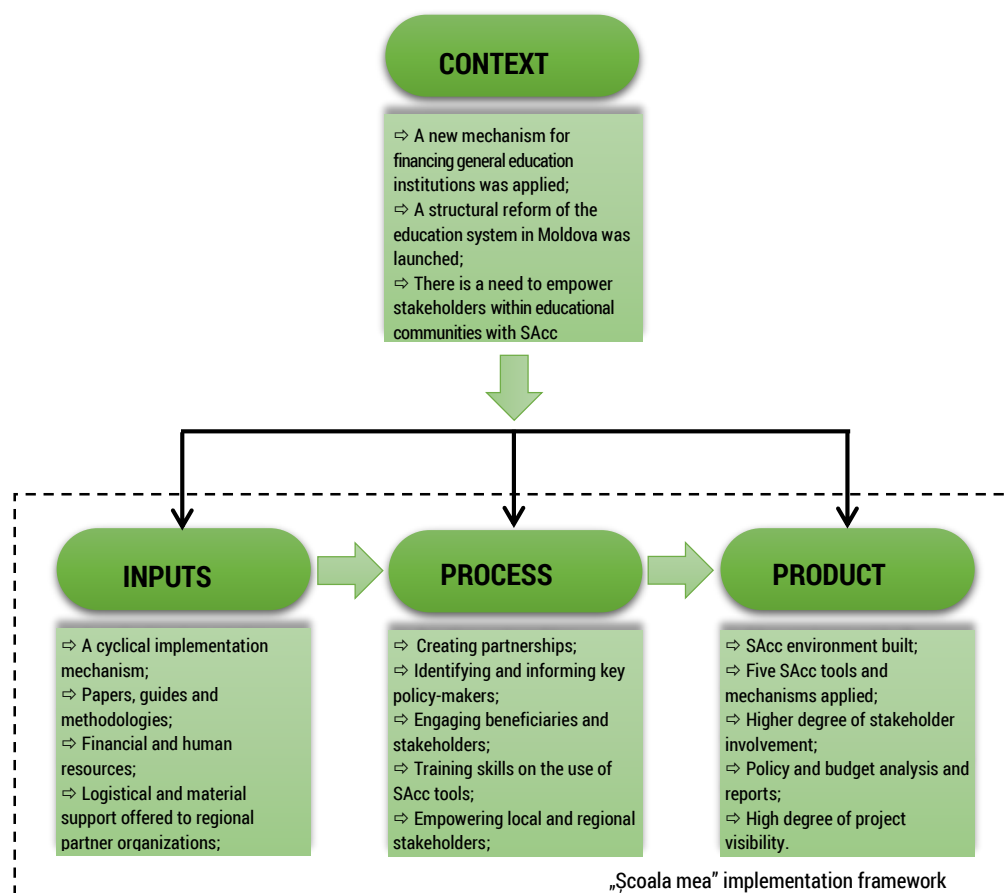 CONTEXT
⇨ A new mechanism for
financing general education
institutions was applied;
⇨ A structural reform of the
education system in Moldova was
launched;
⇨ There is a need to empower
stakeholders within educational
communities with SAcc
INPUTS
⇨ A cyclical implementation
mechanism;
⇨ Papers, guides and
methodologies;
⇨ Financial and human
resources;
⇨ Logistical and material
support offered to regional
partner organizations;
PROCESS
⇨ Creating partnerships;
⇨ Identifying and informing key
policy-makers;
⇨ Engaging beneficiaries and
stakeholders;
⇨ Training skills on the use of
SAcc tools;
⇨ Empowering local and regional
stakeholders;
PRODUCT
⇨ SAcc environment built;
⇨ Five SAcc tools and
mechanisms applied;
⇨ Higher degree of stakeholder
involvement;
⇨ Policy and budget analysis and
reports;
⇨ High degree of project
visibility.
„Școala mea” implementation framework